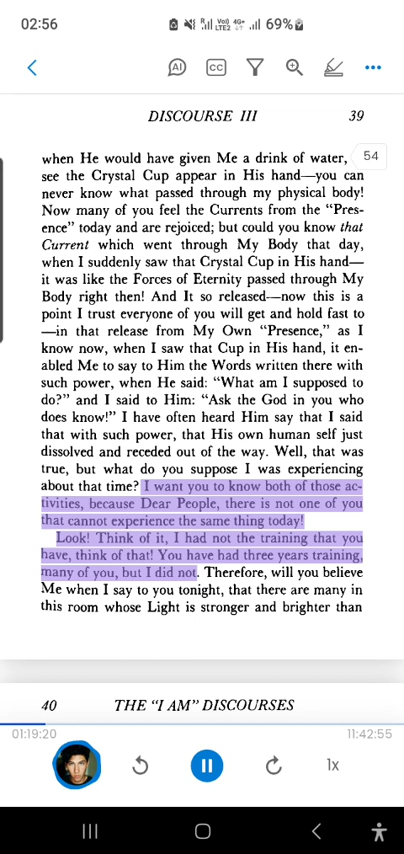 02:56
R VoLTE2 4G+ 69%
AI CC
DISCOURSE III 39
54
when He would have given Me a drink of water,
see the Crystal Cup appear in His hand—you can
never know what passed through my physical body!
Now many of you feel the Currents from the “Pres-
ence” today and are rejoiced; but could you know that
Current which went through My Body that day,
when I suddenly saw that Crystal Cup in His hand—
it was like the Forces of Eternity passed through My
Body right then! And It so released—now this is a
point I trust everyone of you will get and hold fast to
—in that release from My Own “Presence,” as I
know now, when I saw that Cup in His hand, it en-
abled Me to say to Him the Words written there with
such power, when He said: “What am I supposed to
do?” and I said to Him: “Ask the God in you who
does know!” I have often heard Him say that I said
that with such power, that His own human self just
dissolved and receded out of the way. Well, that was
true, but what do you suppose I was experiencing
about that time? I want you to know both of those ac-
tivities, because Dear People, there is not one of you
that cannot experience the same thing today!
Look! Think of it, I had not the training that you
have, think of that! You have had three years training,
many of you, but I did not. Therefore, will you believe
Me when I say to you tonight, that there are many in
this room whose Light is stronger and brighter than
40 THE “I AM” DISCOURSES
01:19:20 11:42:55
1x